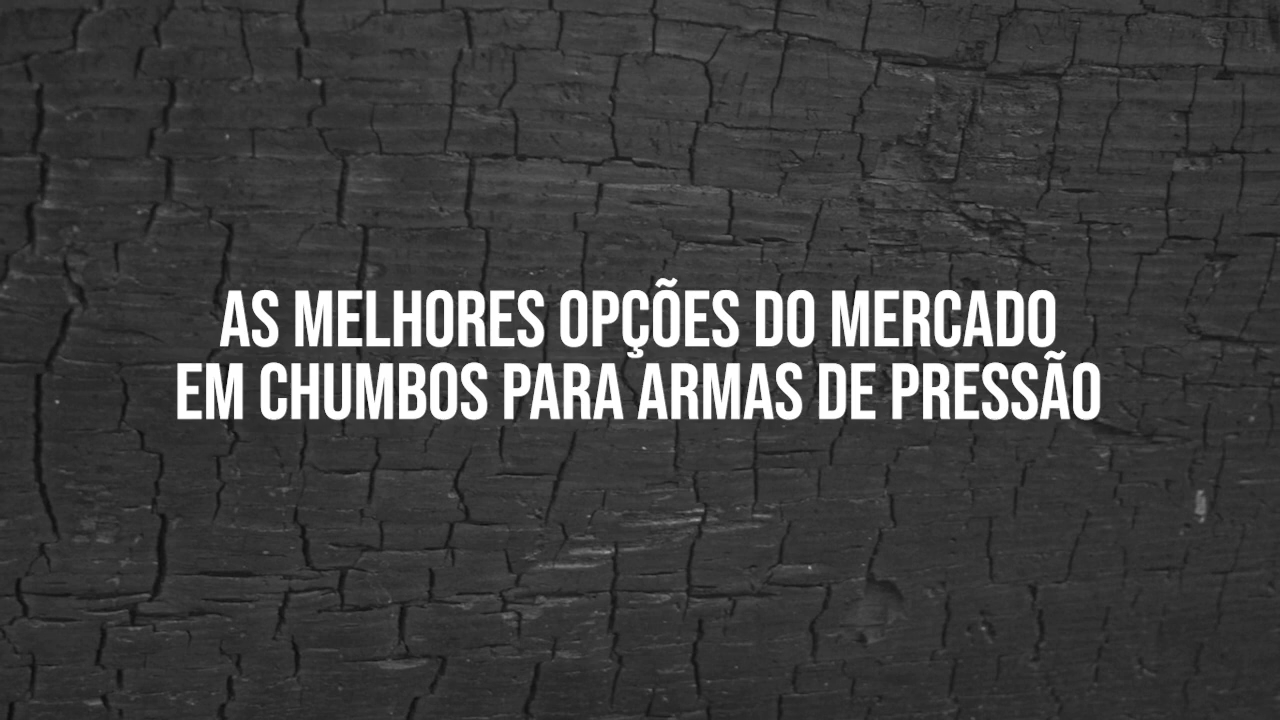 AS MELHORES OPÇÕES DO MERCADO
EM CHUMBOS PARA ARMAS DE PRESSÃO